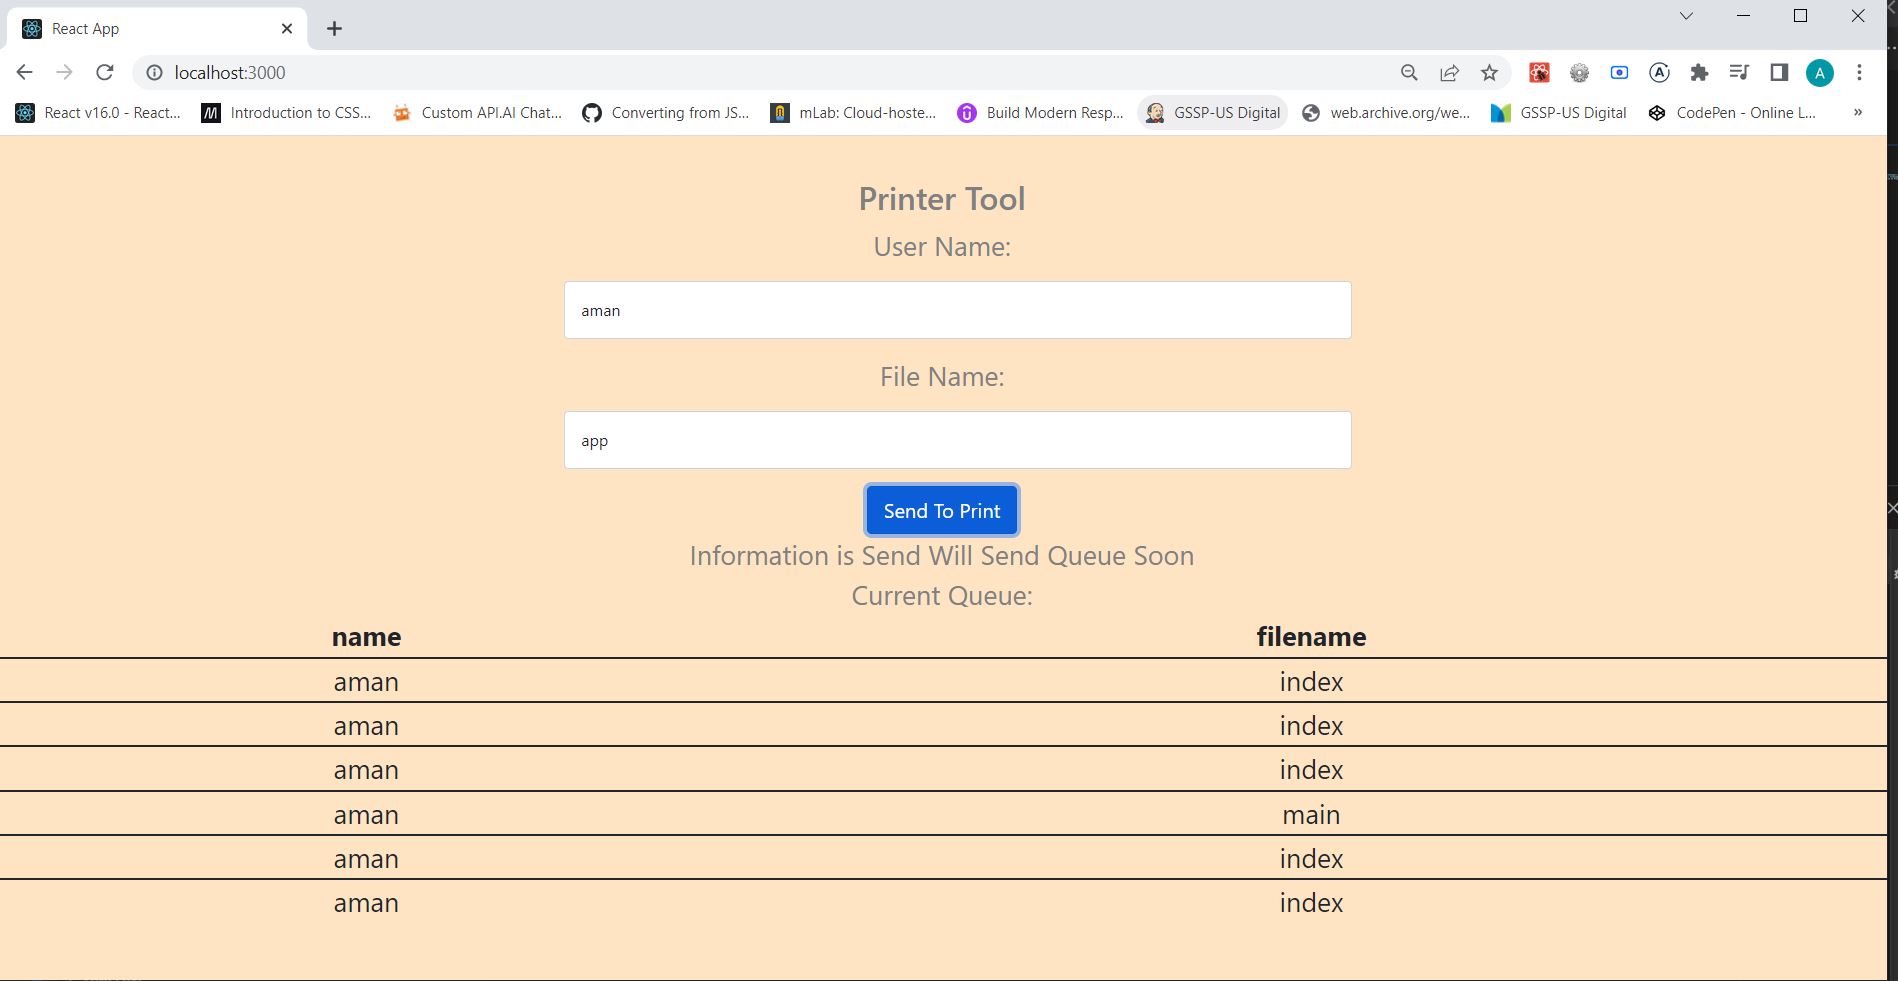 React App
localhost:3000
A
React v16.0 - React... Introduction to CSS... Custom API.AI Chat... Converting from JS... mLab: Cloud-hoste... Build Modern Resp... GSSP-US Digital web.archive.org/we... GSSP-US Digital CodePen - Online L... »
Printer Tool
User Name:
aman
File Name:
app
Send To Print
Information is Send Will Send Queue Soon
Current Queue:
name filename
aman index
aman index
aman index
aman main
aman index
aman index